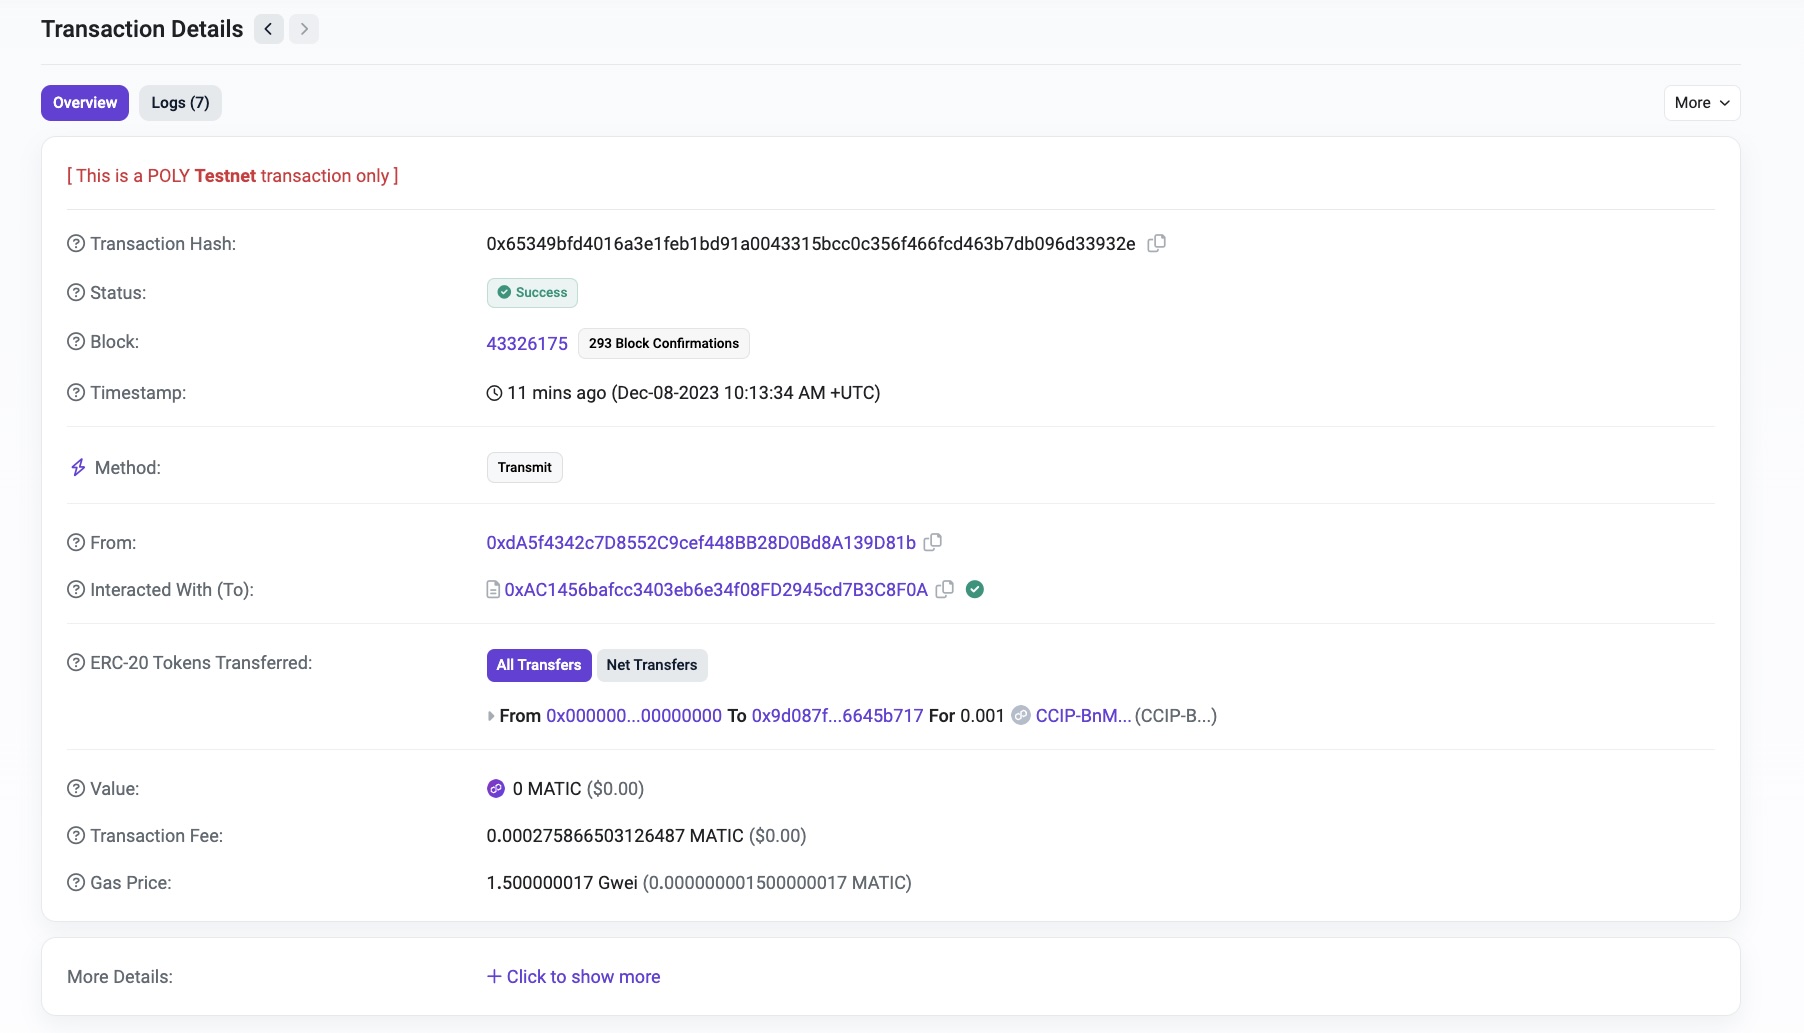 Transaction Details
Overview Logs (7) More
[ This is a POLY Testnet transaction only ]
Transaction Hash: 0x65349bfd4016a3e1feb1bd91a0043315bcc0c356f466fcd463b7db096d33932e
Status: Success
Block: 43326175 293 Block Confirmations
Timestamp: 11 mins ago (Dec-08-2023 10:13:34 AM +UTC)
Method: Transmit
From: 0xdA5f4342c7D8552C9cef448BB28D0Bd8A139D81b
Interacted With (To): 0xAC1456bafcc3403eb6e34f08FD2945cd7B3C8F0A
ERC-20 Tokens Transferred: All Transfers Net Transfers
From 0x000000...00000000 To 0x9d087f...6645b717 For 0.001 CCIP-BnM... (CCIP-B...)
Value: 0 MATIC ($0.00)
Transaction Fee: 0.000275866503126487 MATIC ($0.00)
Gas Price: 1.500000017 Gwei (0.000000001500000017 MATIC)
More Details: + Click to show more